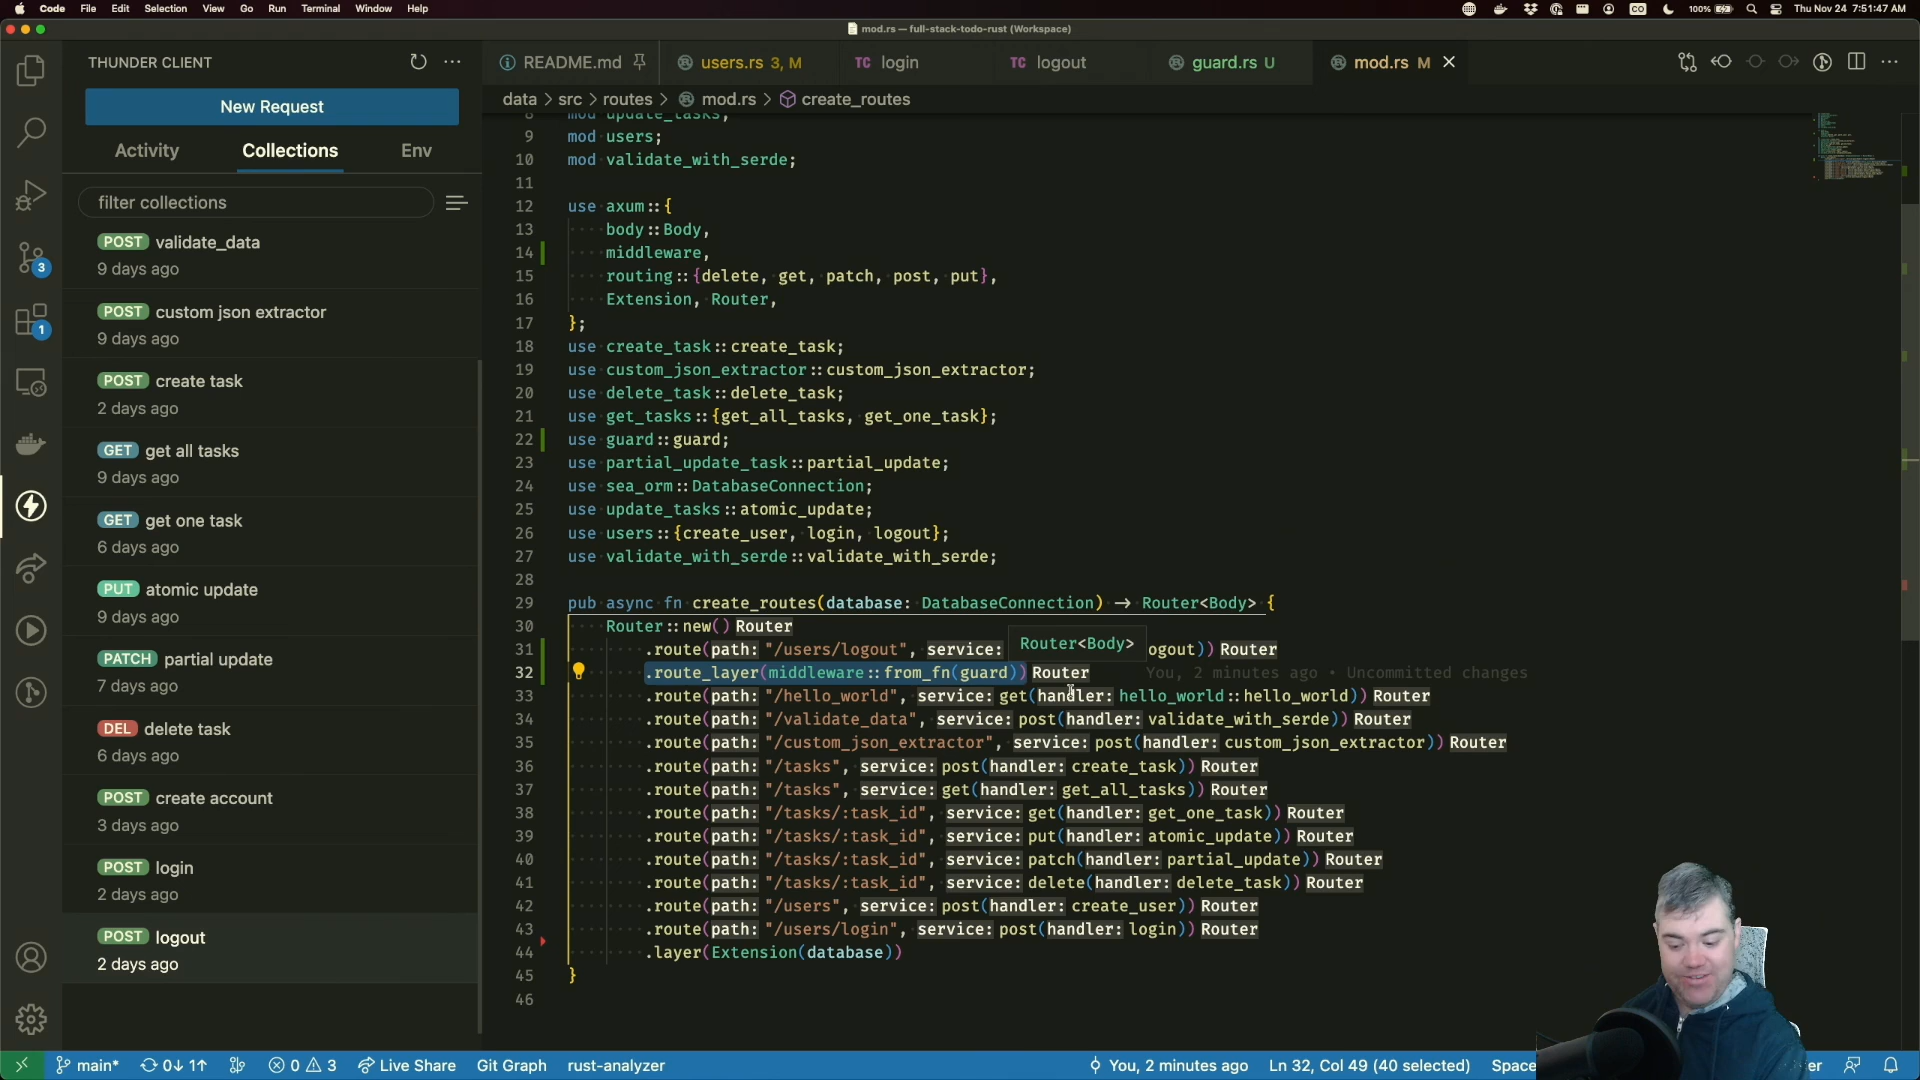 Code File Edit Selection View Go Run Terminal Window Help
CO 100% Thu Nov 24 7:51:47 AM
mod.rs — full-stack-todo-rust (Workspace)
THUNDER CLIENT
README.md users.rs 3, M TC login TC logout guard.rs U mod.rs M
New Request
data > src > routes > mod.rs > create_routes
Activity Collections Env
filter collections
POST validate_data
9 days ago
POST custom json extractor
9 days ago
POST create task
2 days ago
GET get all tasks
9 days ago
GET get one task
6 days ago
PUT atomic update
9 days ago
PATCH partial update
7 days ago
DEL delete task
6 days ago
POST create account
3 days ago
POST login
2 days ago
POST logout
2 days ago
3
1
8 mod update_tasks;
9 mod users;
10 mod validate_with_serde;
11
12 use axum::{
13 body::Body,
14 middleware,
15 routing::{delete, get, patch, post, put},
16 Extension, Router,
17 };
18 use create_task::create_task;
19 use custom_json_extractor::custom_json_extractor;
20 use delete_task::delete_task;
21 use get_tasks::{get_all_tasks, get_one_task};
22 use guard::guard;
23 use partial_update_task::partial_update;
24 use sea_orm::DatabaseConnection;
25 use update_tasks::atomic_update;
26 use users::{create_user, login, logout};
27 use validate_with_serde::validate_with_serde;
28
29 pub async fn create_routes(database: DatabaseConnection) → Router<Body> {
30 Router::new() Router
31 .route(path: "/users/logout", service: Router<Body> ogout)) Router
32 .route_layer(middleware::from_fn(guard)) Router You, 2 minutes ago • Uncommitted changes
33 .route(path: "/hello_world", service: get(handler: hello_world::hello_world)) Router
34 .route(path: "/validate_data", service: post(handler: validate_with_serde)) Router
35 .route(path: "/custom_json_extractor", service: post(handler: custom_json_extractor)) Router
36 .route(path: "/tasks", service: post(handler: create_task)) Router
37 .route(path: "/tasks", service: get(handler: get_all_tasks)) Router
38 .route(path: "/tasks/:task_id", service: get(handler: get_one_task)) Router
39 .route(path: "/tasks/:task_id", service: put(handler: atomic_update)) Router
40 .route(path: "/tasks/:task_id", service: patch(handler: partial_update)) Router
41 .route(path: "/tasks/:task_id", service: delete(handler: delete_task)) Router
42 .route(path: "/users", service: post(handler: create_user)) Router
43 .route(path: "/users/login", service: post(handler: login)) Router
44 .layer(Extension(database))
45 }
46
main* 0↓ 1↑ 0 3 Live Share Git Graph rust-analyzer You, 2 minutes ago Ln 32, Col 49 (40 selected) Space ter